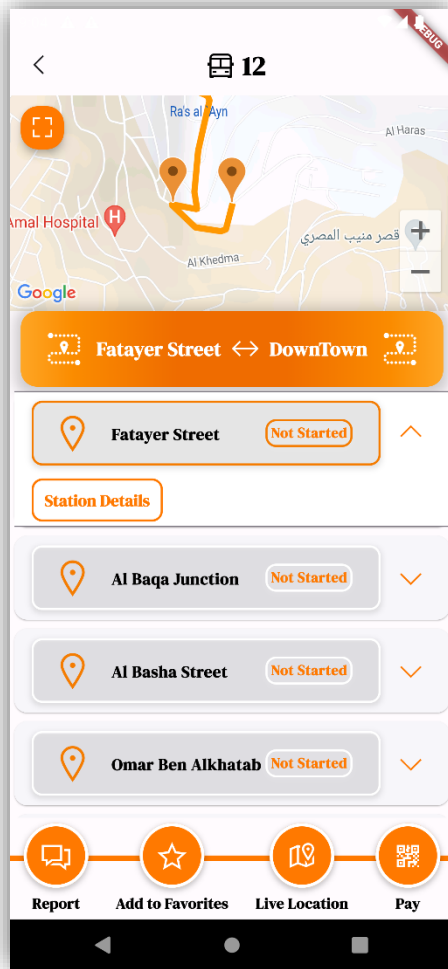 12
Ra's al 'Ayn
Al Haras
Amal Hospital
H
قصر منيب المصري
Al Khedma
+
−
Google
Fatayer Street ↔ DownTown
Fatayer Street
Not Started
Station Details
Al Baqa Junction
Not Started
Al Basha Street
Not Started
Omar Ben Alkhatab
Not Started
Report
Add to Favorites
Live Location
Pay